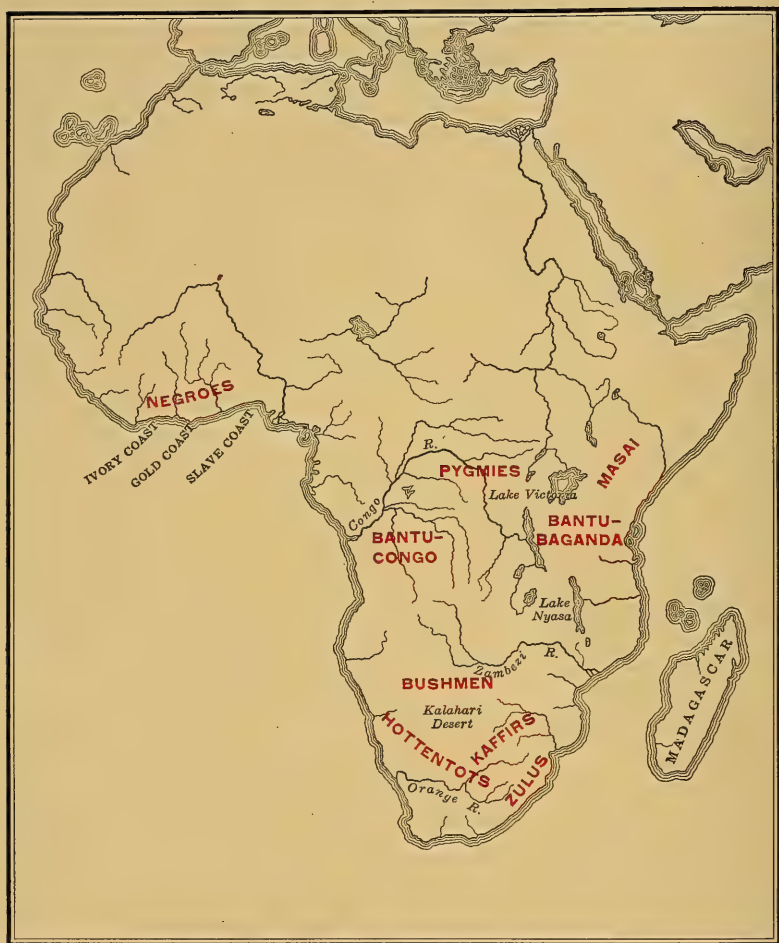 NEGROES
IVORY COAST
GOLD COAST
SLAVE COAST
R.
Congo
PYGMIES
Lake Victoria
MASAI
BANTU-
CONGO
BANTU-
BAGANDA
Lake
Nyasa
Zambezi
R.
BUSHMEN
Kalahari
Desert
HOTTENTOTS
KAFFIRS
ZULUS
Orange R.
MADAGASCAR